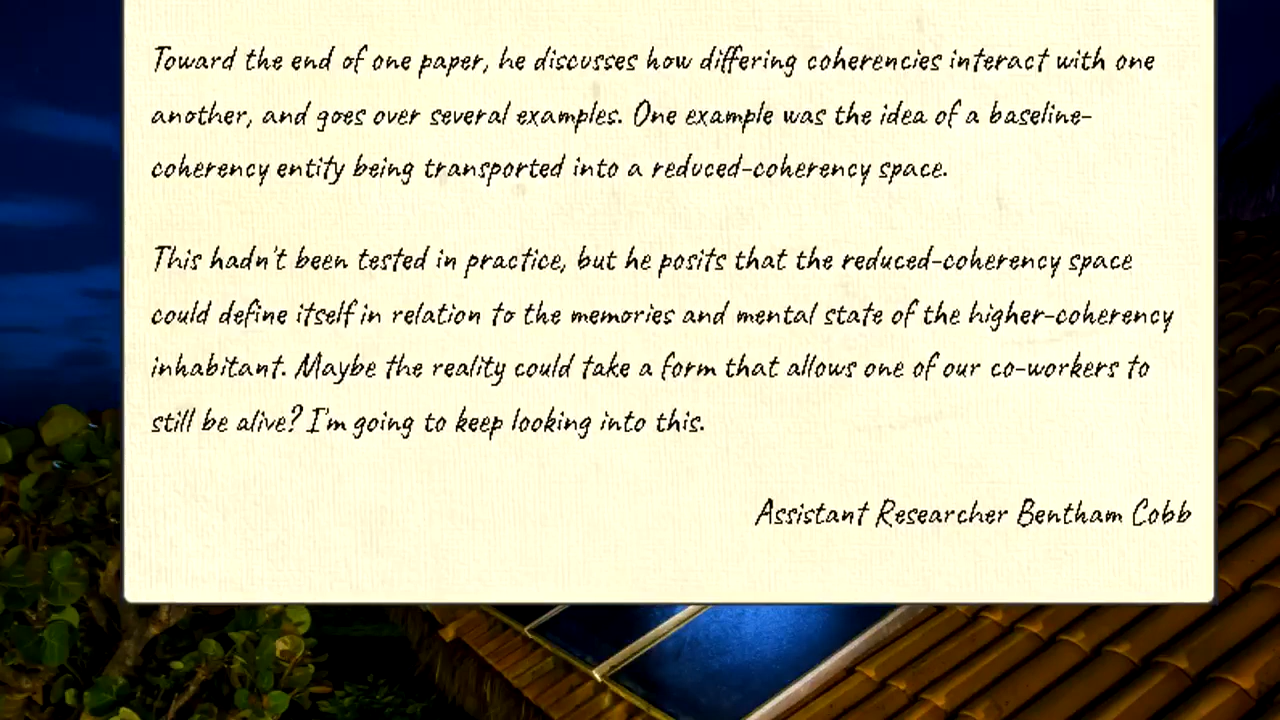 Toward the end of one paper, he discusses how differing coherencies interact with one
another, and goes over several examples. One example was the idea of a baseline-
coherency entity being transported into a reduced-coherency space.
This hadn't been tested in practice, but he posits that the reduced-coherency space
could define itself in relation to the memories and mental state of the higher-coherency
inhabitant. Maybe the reality could take a form that allows one of our co-workers to
still be alive? I'm going to keep looking into this.
Assistant Researcher Bentham Cobb